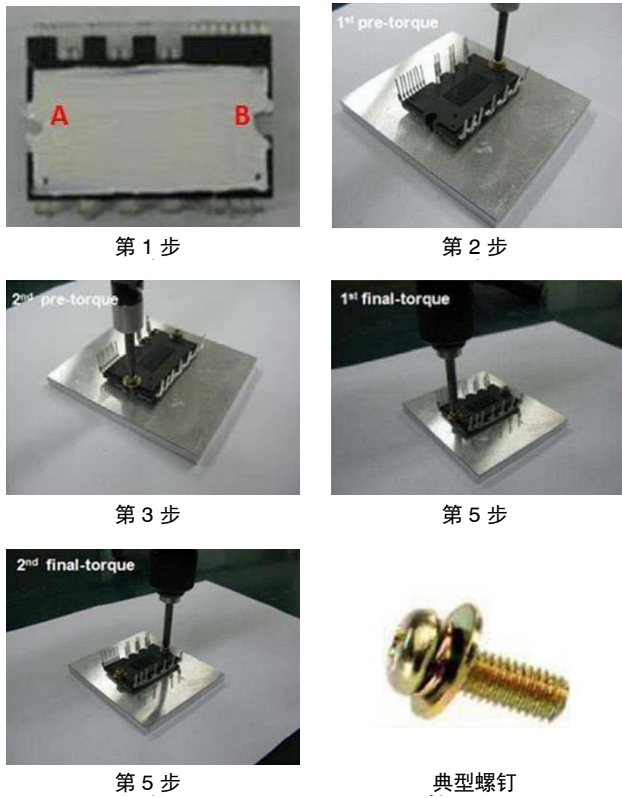 A B
第 1 步
1st pre-torque
第 2 步
2nd pre-torque
第 3 步
1st final-torque
第 5 步
2nd final-torque
第 5 步
典型螺钉